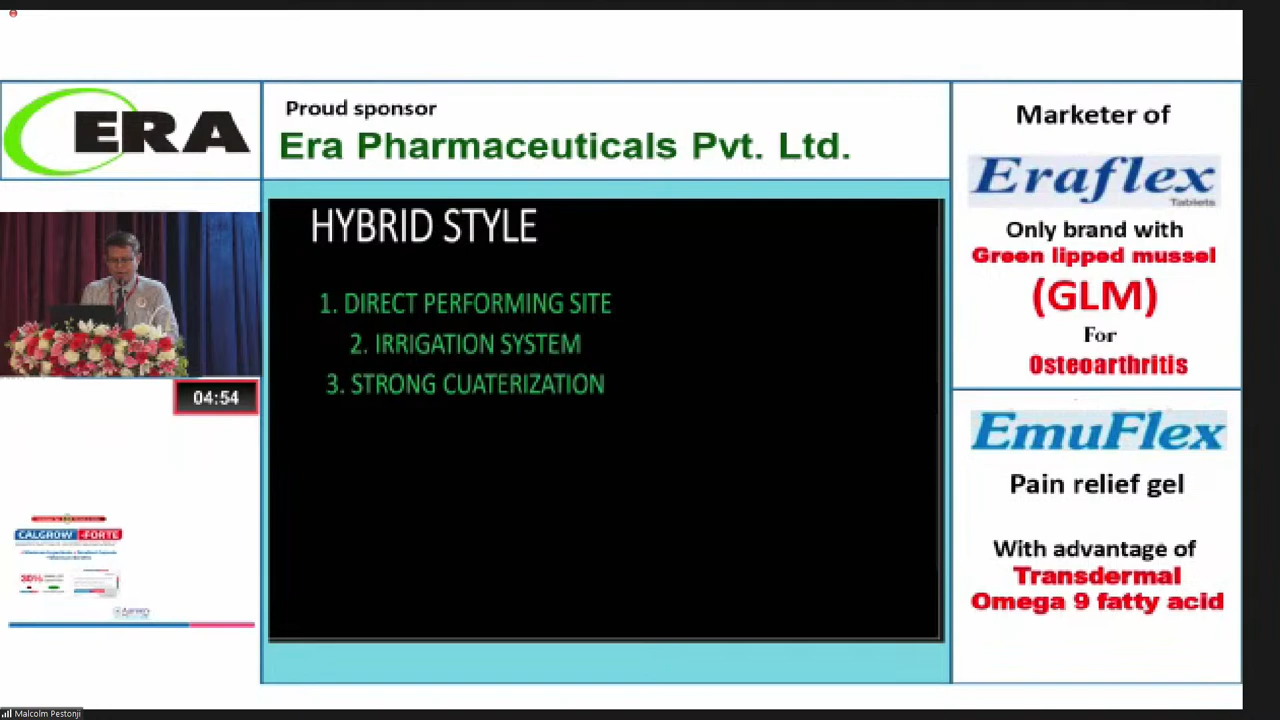 ERA
Proud sponsor
Era Pharmaceuticals Pvt. Ltd.
HYBRID STYLE
1. DIRECT PERFORMING SITE
2. IRRIGATION SYSTEM
3. STRONG CUATERIZATION
04:54
CALGROW -FORTE
30%
Marketer of
Eraflex
Tablets
Only brand with
Green lipped mussel
(GLM)
For
Osteoarthritis
EmuFlex
Pain relief gel
With advantage of
Transdermal
Omega 9 fatty acid
Malcolm Pestonji